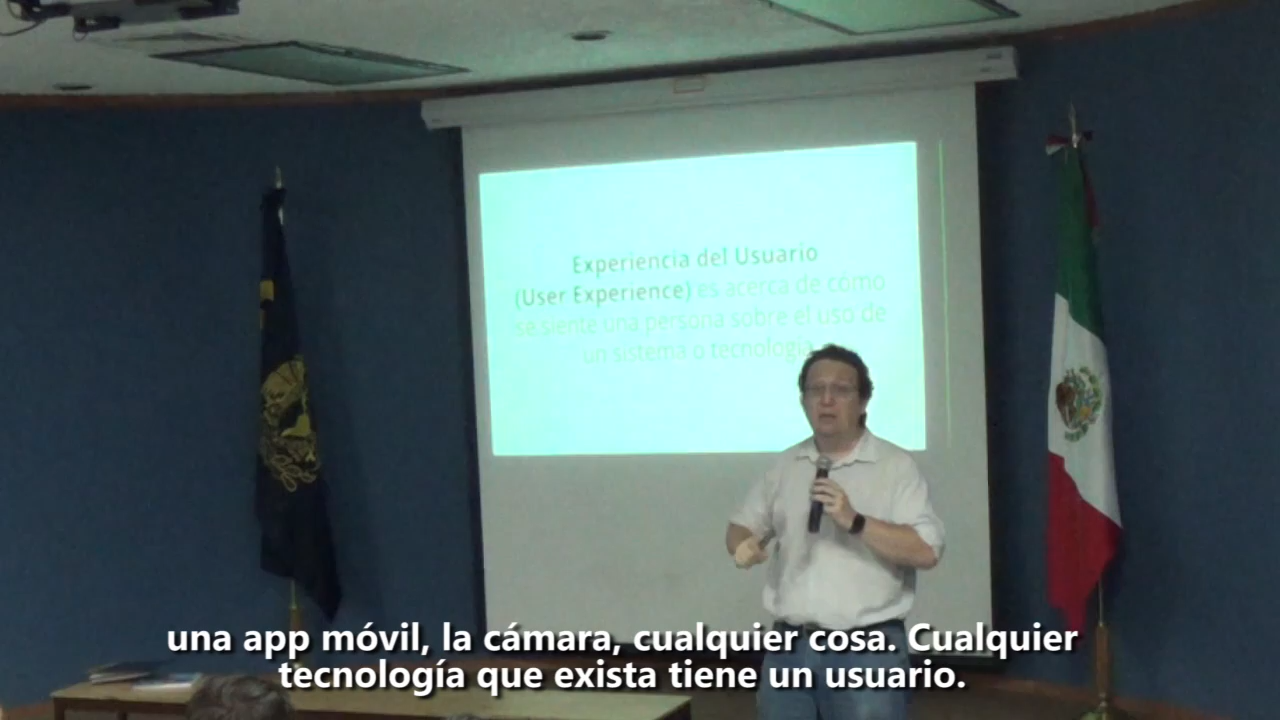 Experiencia del Usuario
(User Experience) es acerca de cómo
se siente una persona sobre el uso de
un sistema o tecnología
una app móvil, la cámara, cualquier cosa. Cualquier
tecnología que exista tiene un usuario.